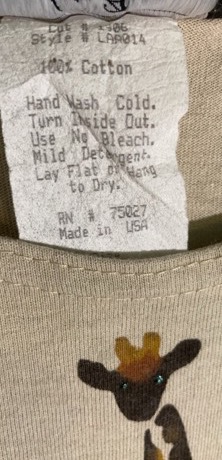 Style # LAA014
100% Cotton
Hand Wash Cold.
Turn Inside Out.
Use No Bleach.
Mild Detergent.
Lay Flat or Hang
to Dry.
RN # 75027
Made in USA